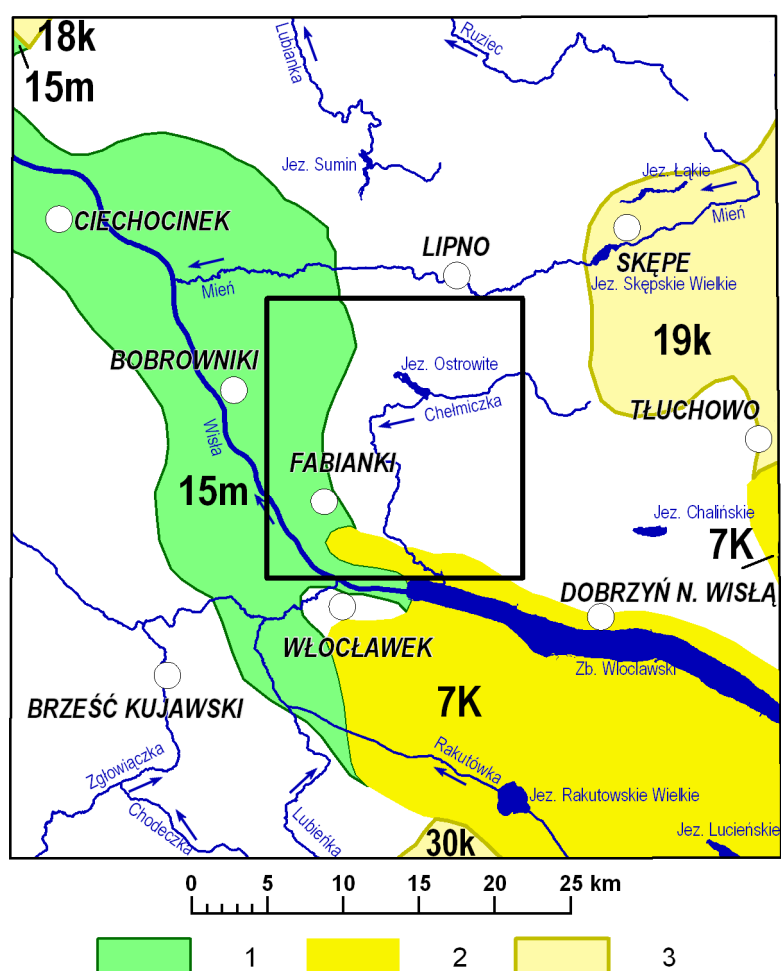 18k
15m
Lubianka
Ruziec
Jez. Sumin
Jez. Łąkie
Mień
CIECHOCINEK
LIPNO
SKĘPE
Jez. Skępskie Wielkie
Mień
19k
BOBROWNIKI
Jez. Ostrowite
Chełmiczka
TŁUCHOWO
Wisła
FABIANKI
15m
Jez. Chalińskie
7K
DOBRZYŃ N. WISŁĄ
WŁOCŁAWEK
Zb. Włocławski
BRZEŚĆ KUJAWSKI
7K
Zgłowiączka
Rakutówka
Chodeczka
Lubieńka
Jez. Rakutowskie Wielkie
Jez. Lucieńskie
30k
0 5 10 15 20 25 km
1 2 3